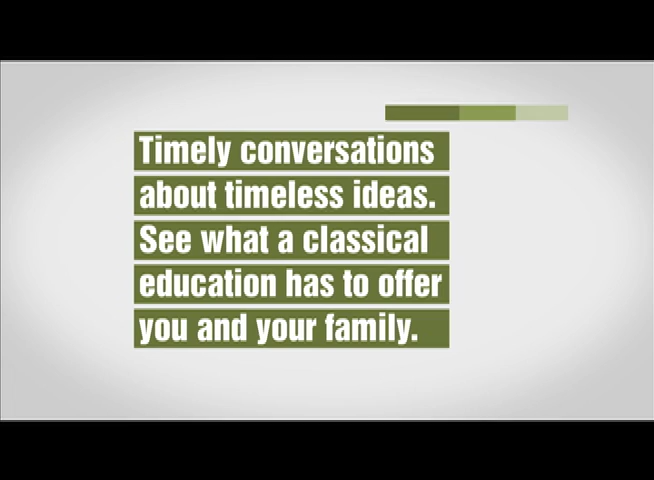 Timely conversations
about timeless ideas.
See what a classical
education has to offer
you and your family.